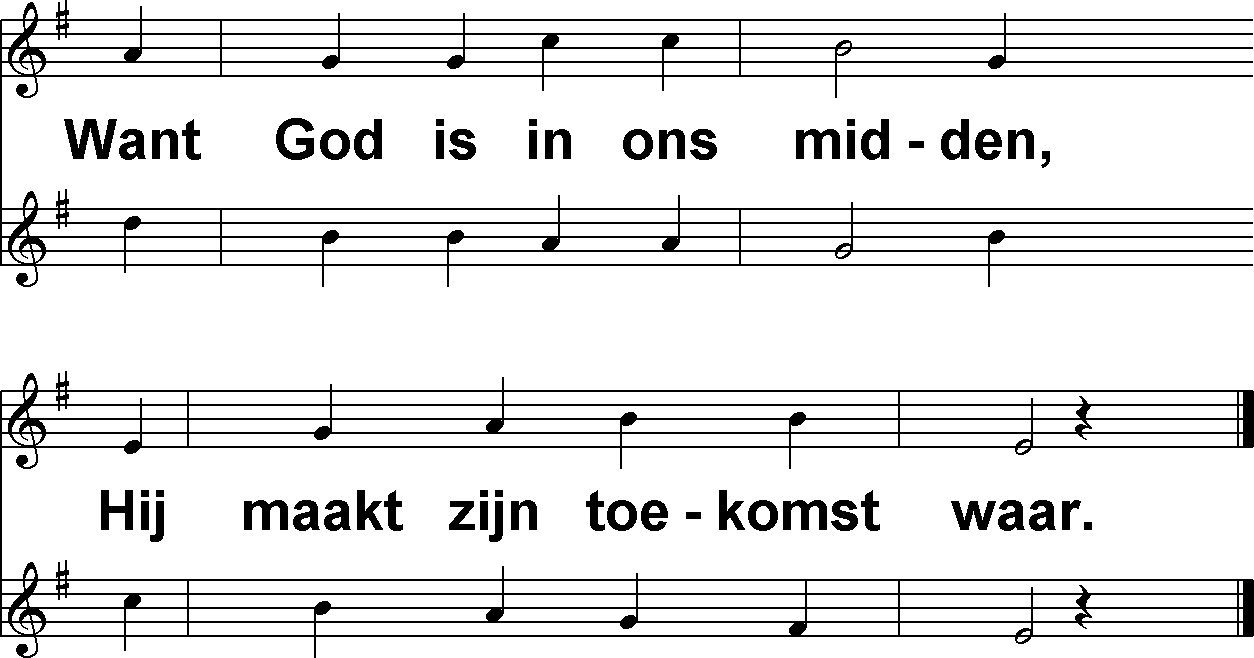 Want God is in ons mid - den,
Hij maakt zijn toe - komst waar.